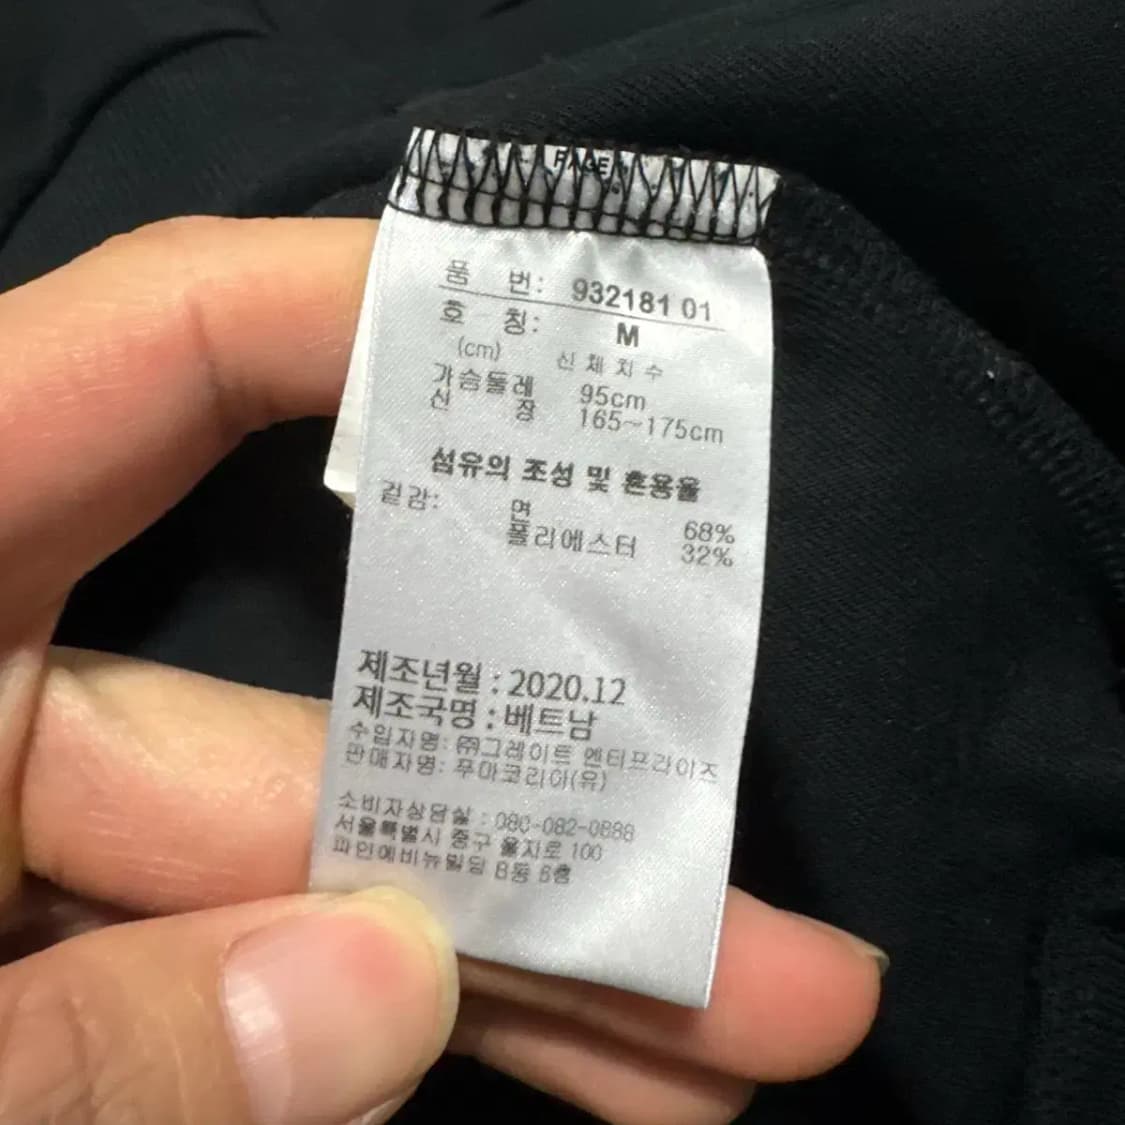 PAGE
품 번: 932181 01
호 칭: M
(cm) 신체치수
가슴둘레 95cm
신 장 165~175cm
섬유의 조성 및 혼용율
겉감: 면 68%
폴리에스터 32%
제조년월 : 2020.12
제조국명 : 베트남
수입자명: ㈜그레이트 엔터프라이즈
판매자명: 푸마코리아(유)
소비자상담실 : 080-082-0888
서울특별시 중구 을지로 100
파인애비뉴빌딩 B동 6층